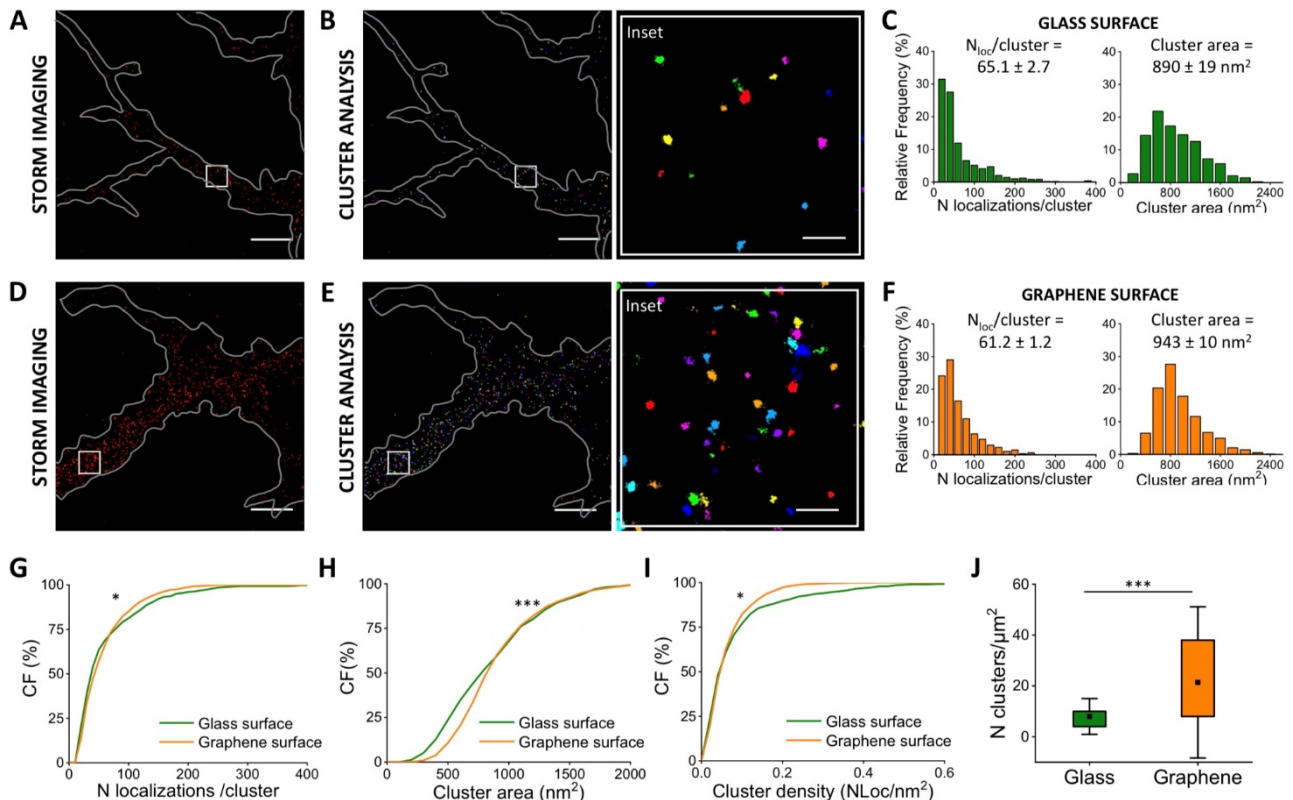 A
STORM IMAGING
B
CLUSTER ANALYSIS
Inset
C
GLASS SURFACE
Relative Frequency (%)
Nloc/cluster =
65.1 ± 2.7
40
30
20
10
0
0 200 400
N localizations/cluster
Cluster area =
890 ± 19 nm²
40
30
20
10
0
800 1600 2400
Cluster area (nm²)
D
STORM IMAGING
E
CLUSTER ANALYSIS
Inset
F
GRAPHENE SURFACE
Relative Frequency (%)
Nloc/cluster =
61.2 ± 1.2
40
30
20
10
0
0 200 400
N localizations/cluster
Cluster area =
943 ± 10 nm²
40
30
20
10
0
0 800 1600 2400
Cluster area (nm²)
G
CF (%)
100
75
50
25
0
*
Glass surface
Graphene surface
0 100 200 300 400
N localizations /cluster
H
CF(%)
100
75
50
25
0
***
Glass surface
Graphene surface
0 500 1000 1500 2000
Cluster area (nm²)
I
CF (%)
100
75
50
25
0
*
Glass surface
Graphene surface
0.0 0.2 0.4 0.6
Cluster density (NLoc/nm²)
J
N clusters/µm²
60
40
20
0
***
Glass Graphene